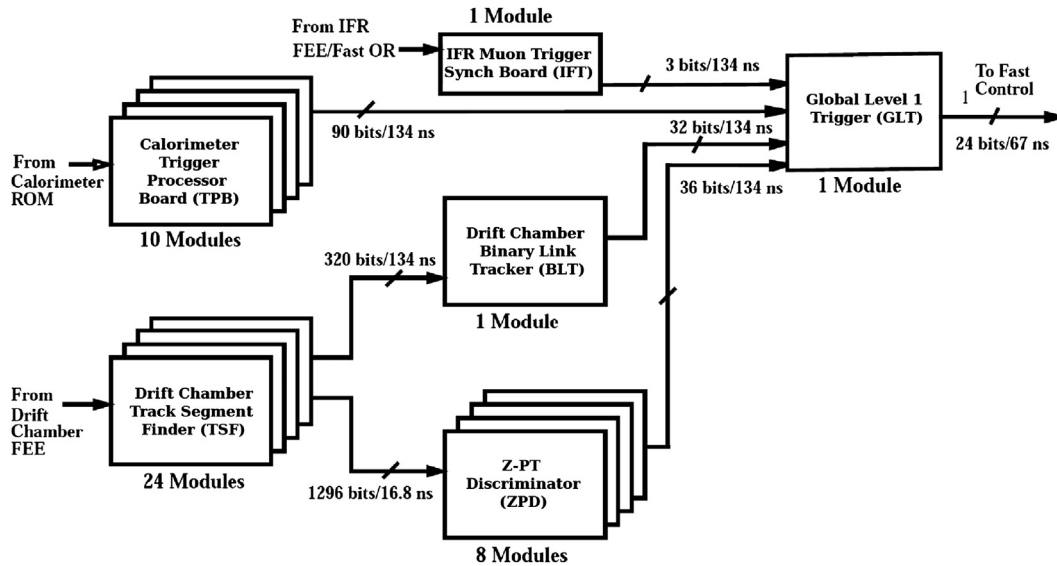 1 Module
From IFR
FEE/Fast OR
IFR Muon Trigger
Synch Board (IFT)
3 bits/134 ns
To Fast
Control
1
24 bits/67 ns
Global Level 1
Trigger (GLT)
1 Module
90 bits/134 ns
32 bits/134 ns
36 bits/134 ns
From
Calorimeter
ROM
Calorimeter
Trigger
Processor
Board (TPB)
10 Modules
320 bits/134 ns
Drift Chamber
Binary Link
Tracker (BLT)
1 Module
From
Drift
Chamber
FEE
Drift Chamber
Track Segment
Finder (TSF)
24 Modules
1296 bits/16.8 ns
Z-PT
Discriminator
(ZPD)
8 Modules